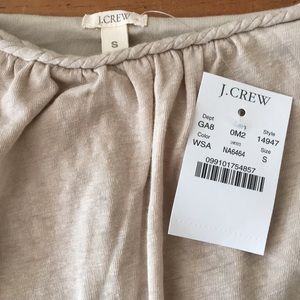 J.CREW
S
J.CREW
Dept
Style
GA8 0M2 14947
Color
Size
WSA NA6464 S
099101754857